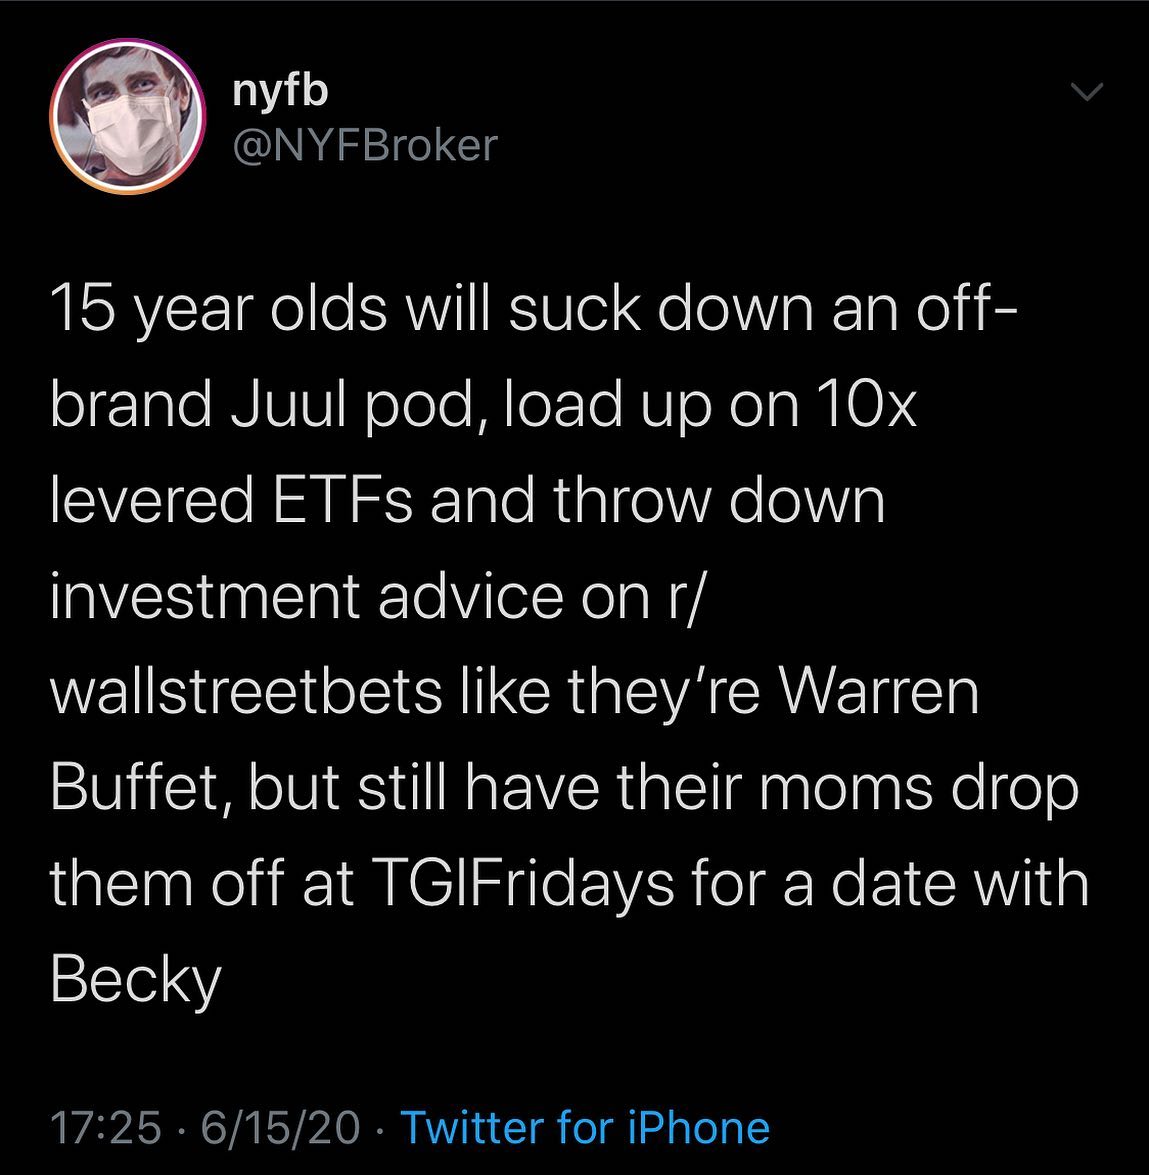 nyfb
@NYFBroker
15 year olds will suck down an off-
brand Juul pod, load up on 10x
levered ETFs and throw down
investment advice on r/
wallstreetbets like they’re Warren
Buffet, but still have their moms drop
them off at TGIFridays for a date with
Becky
17:25 · 6/15/20 · Twitter for iPhone